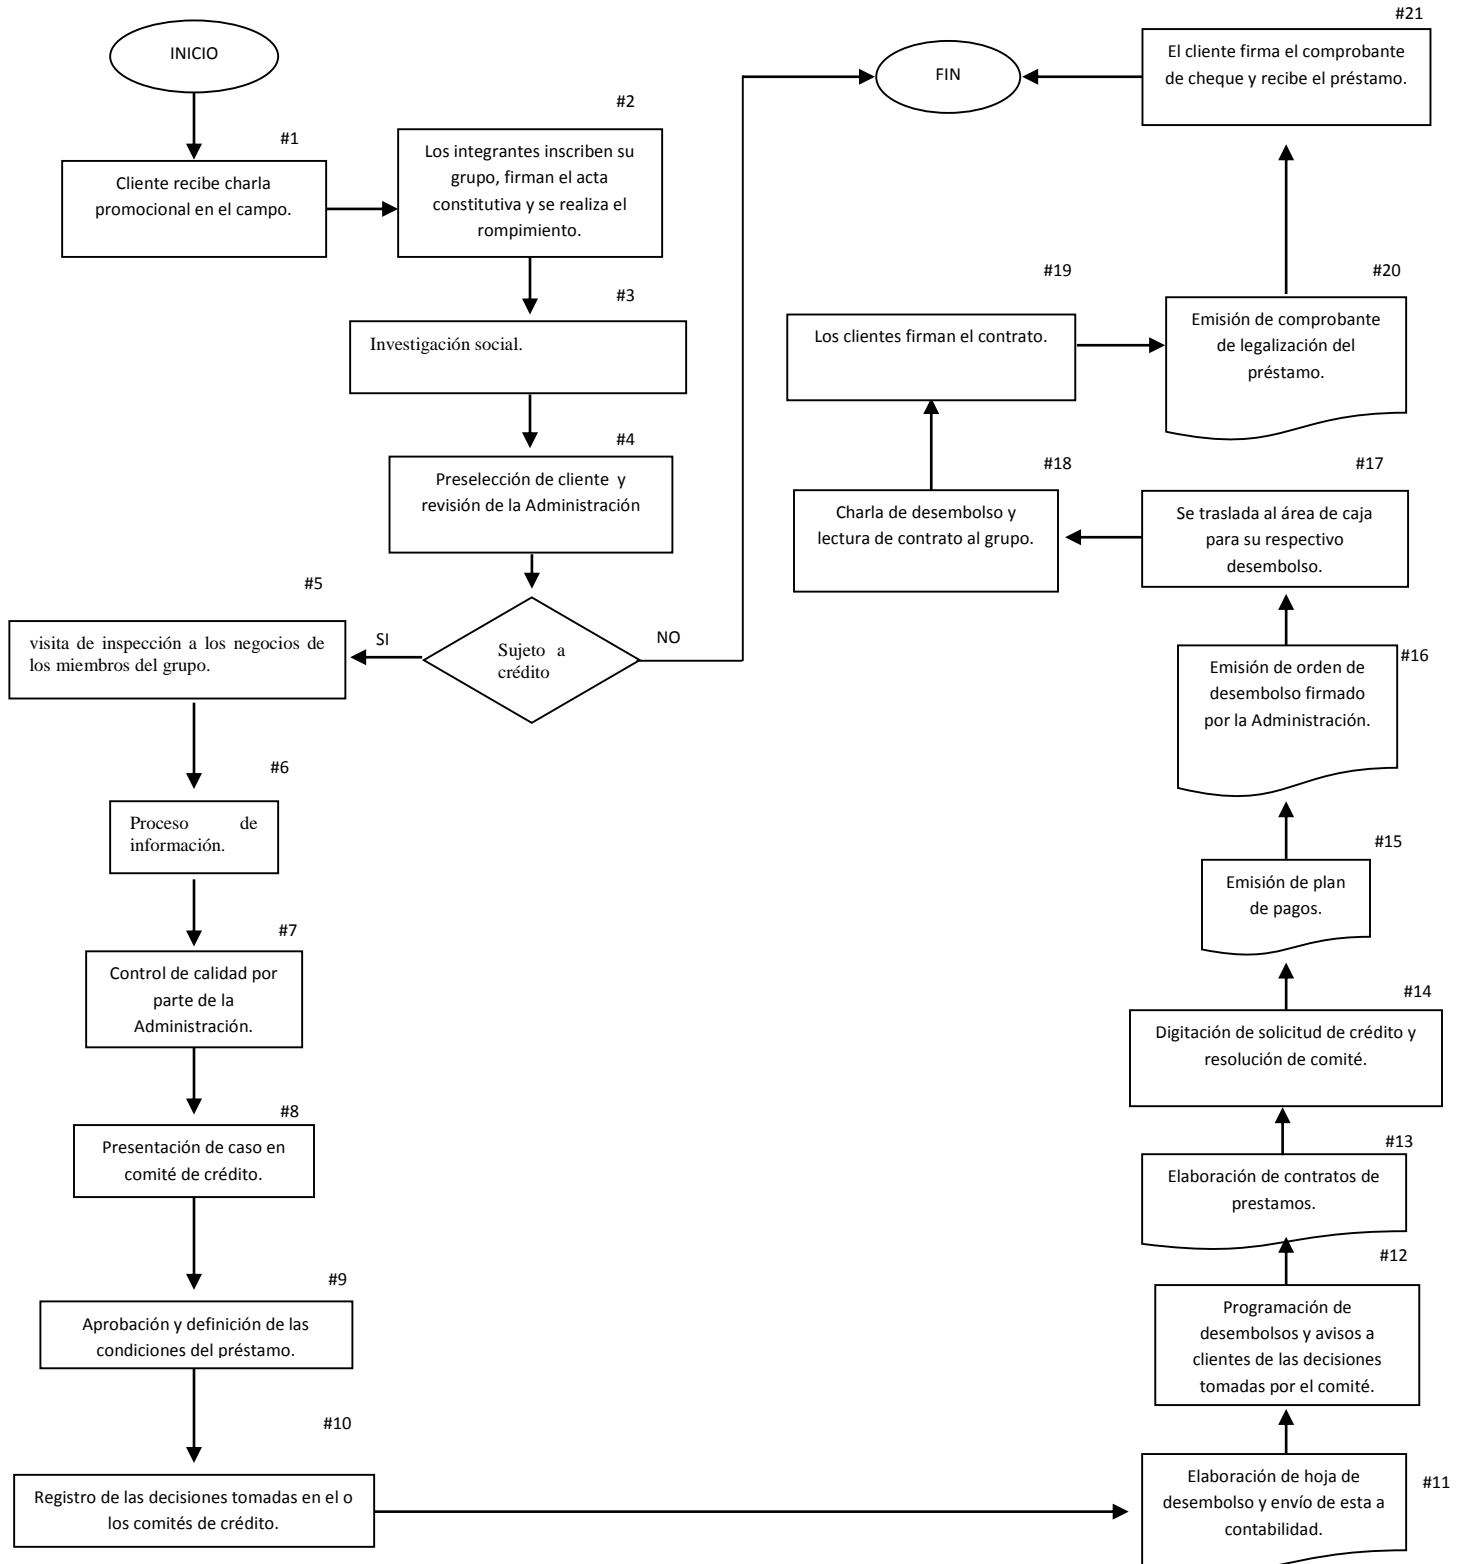 INICIO
#1
Cliente recibe charla
promocional en el campo.
#2
Los integrantes inscriben su
grupo, firman el acta
constitutiva y se realiza el
rompimiento.
#3
Investigación social.
#4
Preselección de cliente y
revisión de la Administración
Sujeto a
crédito
SI
NO
#5
visita de inspección a los negocios de
los miembros del grupo.
#6
Proceso de
información.
#7
Control de calidad por
parte de la
Administración.
#8
Presentación de caso en
comité de crédito.
#9
Aprobación y definición de las
condiciones del préstamo.
#10
Registro de las decisiones tomadas en el o
los comités de crédito.
#11
Elaboración de hoja de
desembolso y envío de esta a
contabilidad.
#12
Programación de
desembolsos y avisos a
clientes de las decisiones
tomadas por el comité.
#13
Elaboración de contratos de
prestamos.
#14
Digitación de solicitud de crédito y
resolución de comité.
#15
Emisión de plan
de pagos.
#16
Emisión de orden de
desembolso firmado
por la Administración.
#17
Se traslada al área de caja
para su respectivo
desembolso.
#18
Charla de desembolso y
lectura de contrato al grupo.
#19
Los clientes firman el contrato.
#20
Emisión de comprobante
de legalización del
préstamo.
#21
El cliente firma el comprobante
de cheque y recibe el préstamo.
FIN